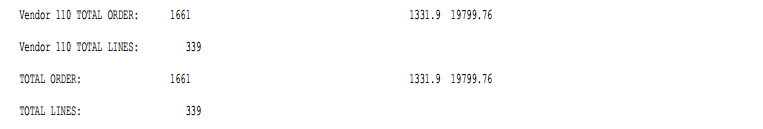 Vendor 110 TOTAL ORDER: 1661 1331.9 19799.76
Vendor 110 TOTAL LINES: 339
TOTAL ORDER: 1661 1331.9 19799.76
TOTAL LINES: 339